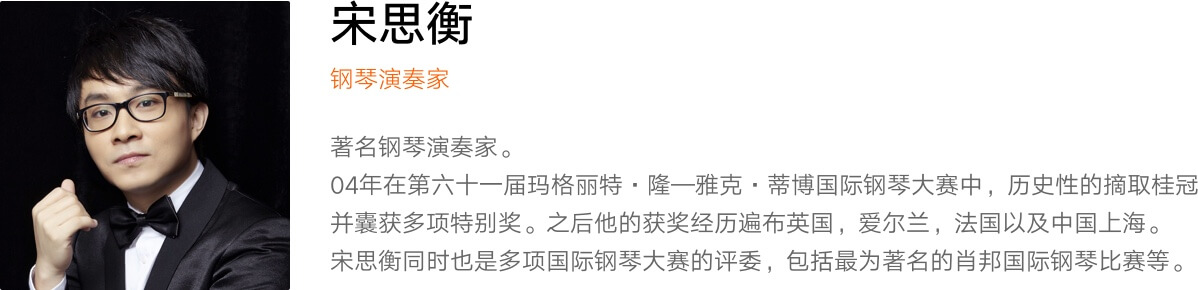 宋思衡
钢琴演奏家
著名钢琴演奏家。
04年在第六十一届玛格丽特·隆—雅克·蒂博国际钢琴大赛中，历史性的摘取桂冠
并囊获多项特别奖。之后他的获奖经历遍布英国，爱尔兰，法国以及中国上海。
宋思衡同时也是多项国际钢琴大赛的评委，包括最为著名的肖邦国际钢琴比赛等。